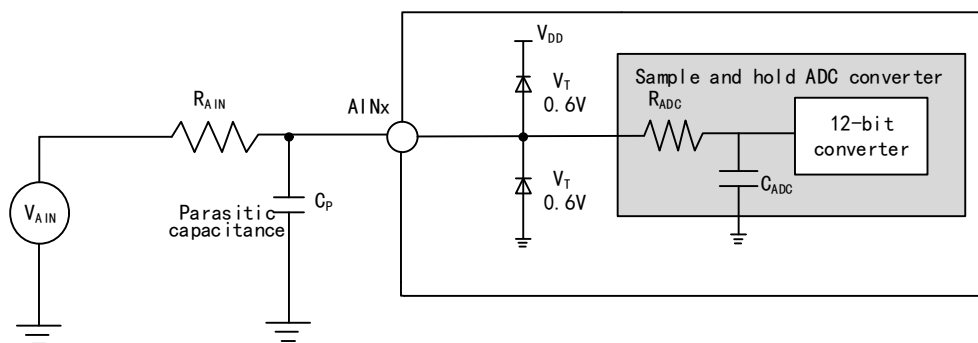 V_DD
V_T
0.6V
Sample and hold ADC converter
R_ADC
12-bit
converter
C_ADC
R_AIN
AINx
V_T
0.6V
C_P
Parasitic
capacitance
V_AIN